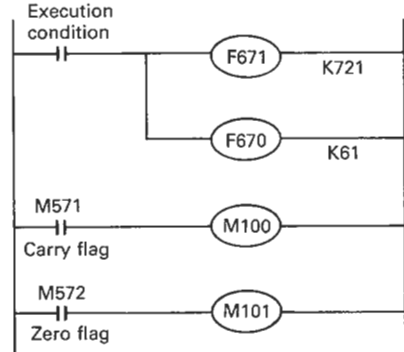 Execution
condition
F671
K721
F670
K61
M571
M100
Carry flag
M572
M101
Zero flag